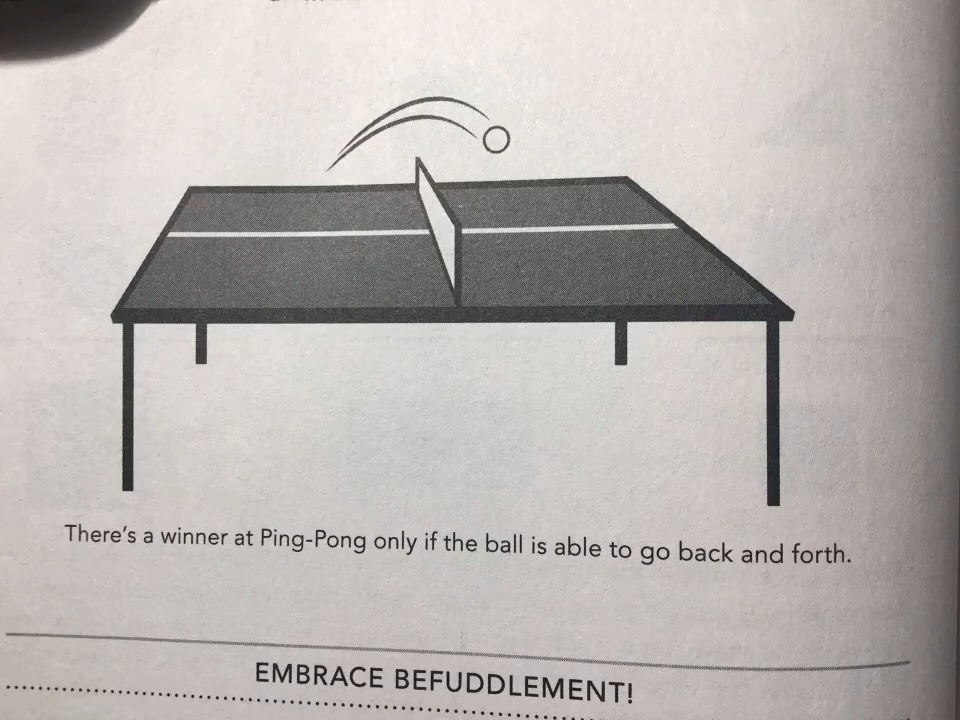 There's a winner at Ping-Pong only if the ball is able to go back and forth.
EMBRACE BEFUDDLEMENT!